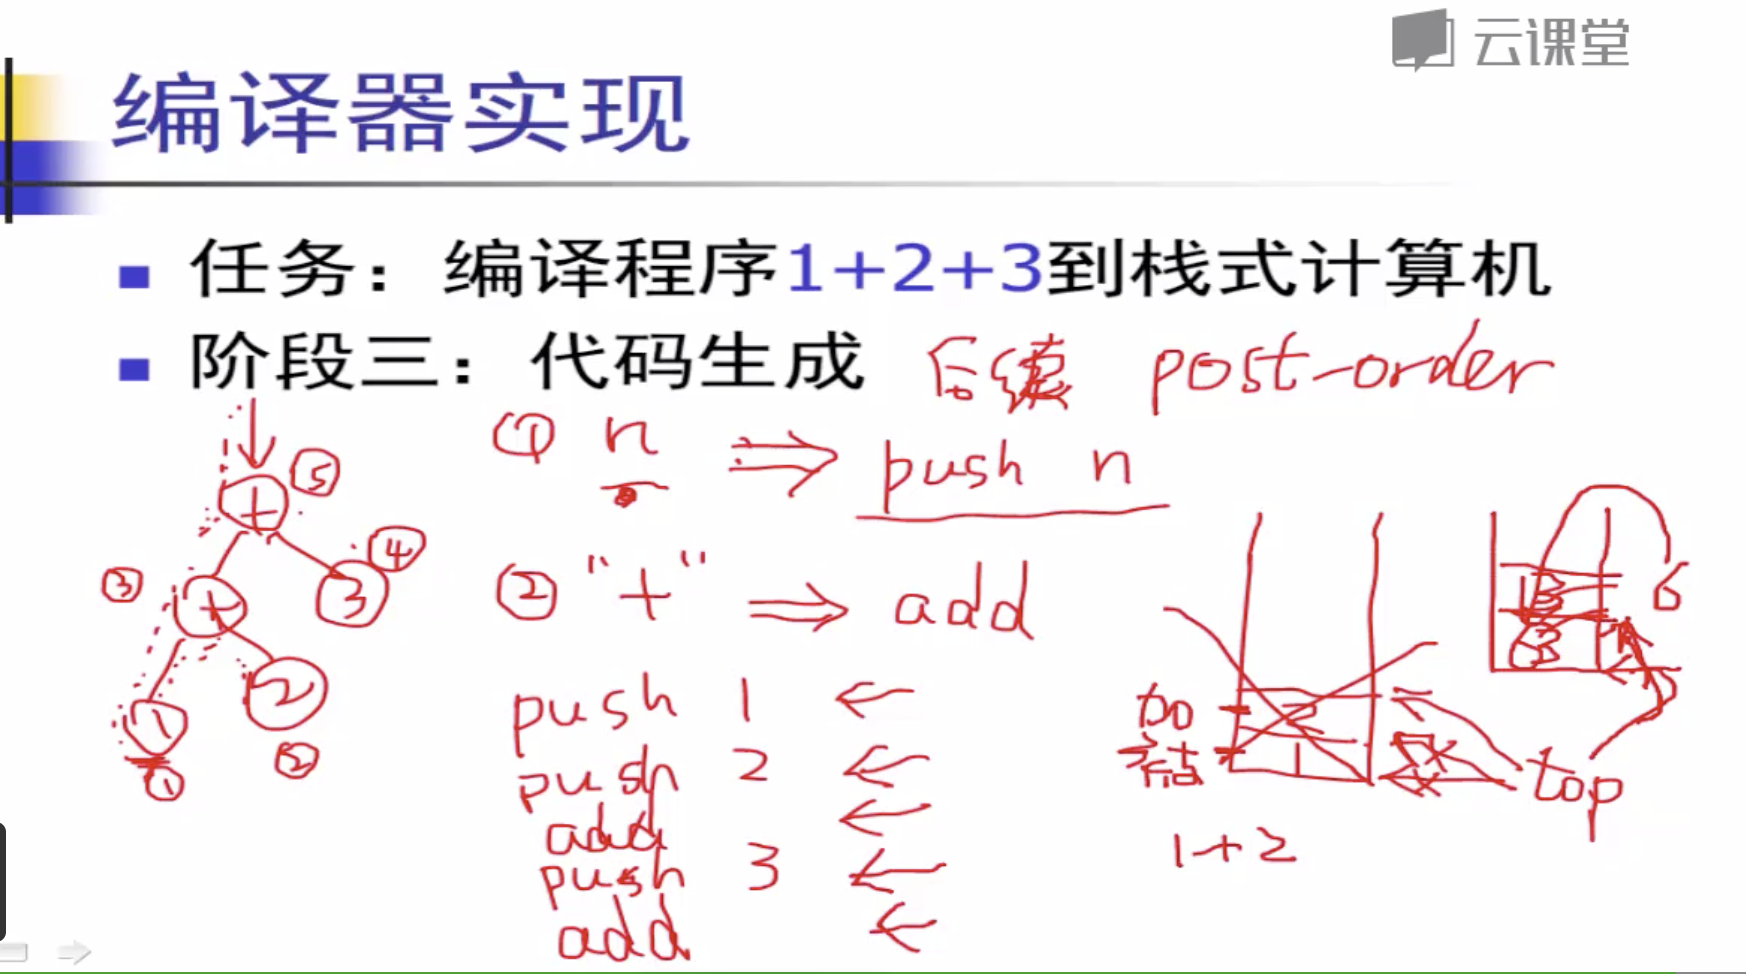 云课堂
编译器实现
任务：编译程序1+2+3到栈式计算机
阶段三：代码生成 后续 post-order
① n ⇒ push n
② "+" ⇒ add
+ ⑤
+ ③
3 ④
1 ①
2 ②
push 1 ←
push 2 ←
add ←
push 3 ←
add ←
2
1
top
1+2
3
3
6